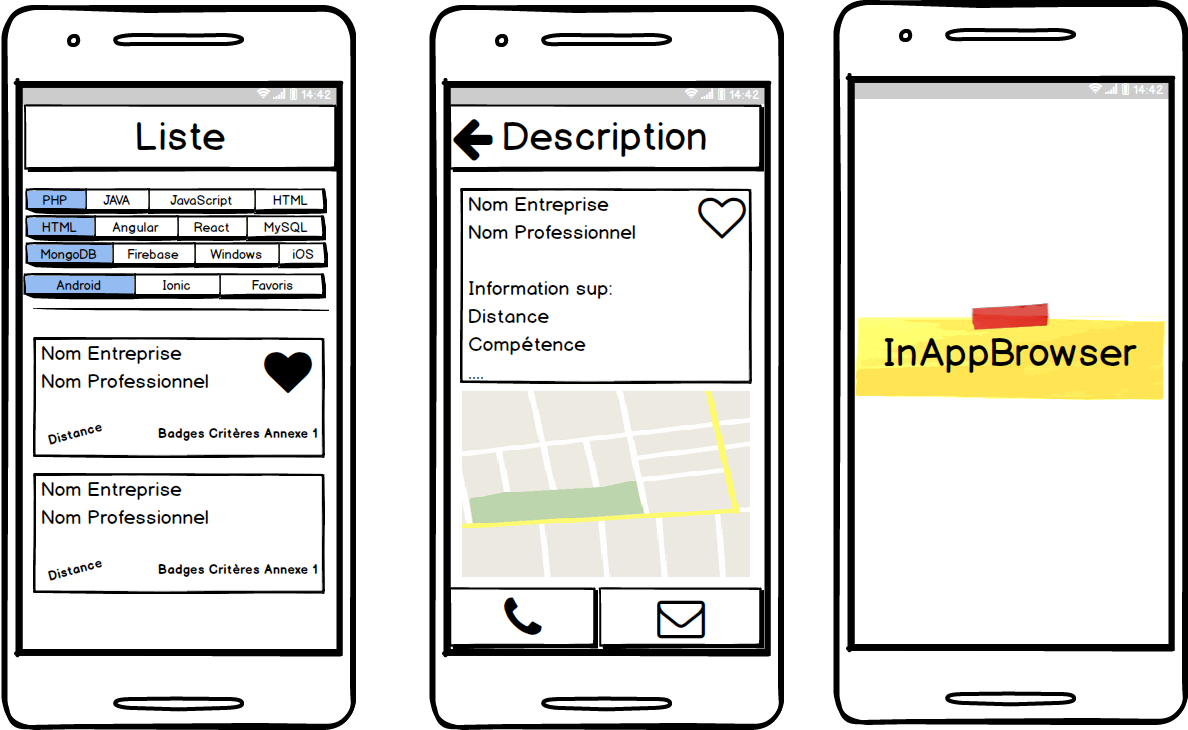 14:42
Liste
PHP JAVA JavaScript HTML
HTML Angular React MySQL
MongoDB Firebase Windows iOS
Android Ionic Favoris
Nom Entreprise
Nom Professionnel
Distance Badges Critères Annexe 1
Nom Entreprise
Nom Professionnel
Distance Badges Critères Annexe 1
14:42
Description
Nom Entreprise
Nom Professionnel
Information sup:
Distance
Compétence
....
14:42
InAppBrowser